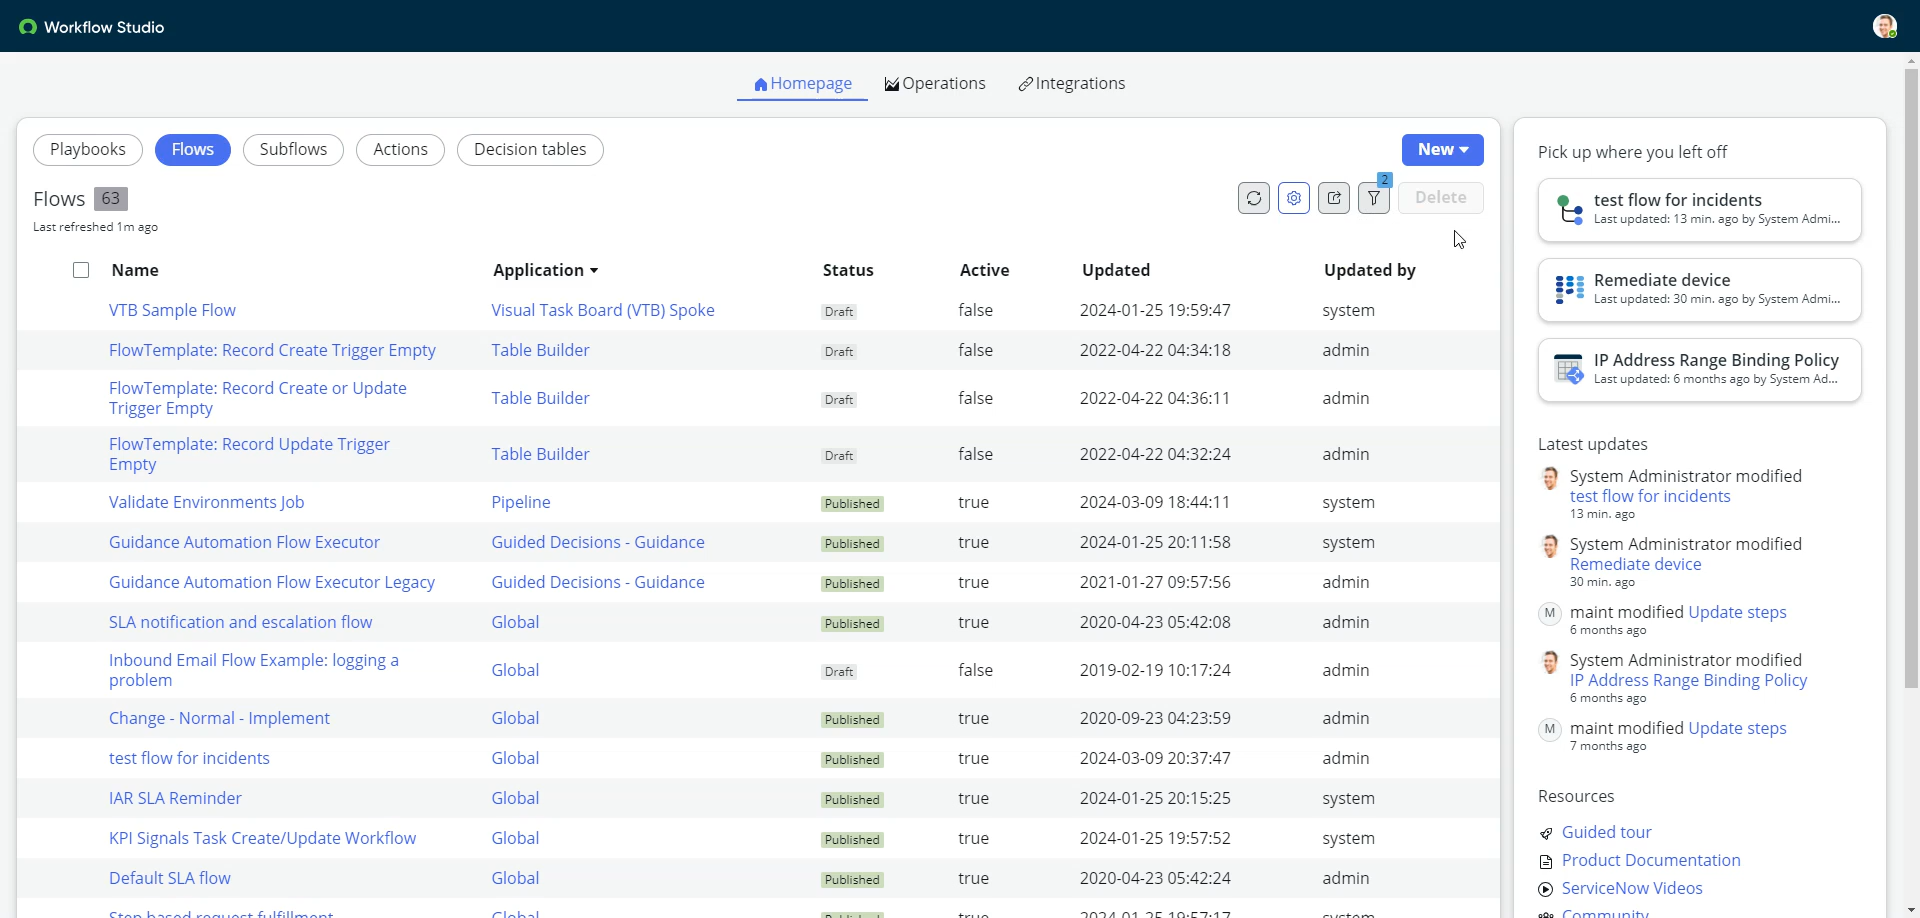 Workflow Studio
Homepage
Operations
Integrations
Playbooks
Flows
Subflows
Actions
Decision tables
New
Flows 63
2
Delete
Last refreshed 1m ago
Name Application Status Active Updated Updated by
VTB Sample Flow Visual Task Board (VTB) Spoke Draft false 2024-01-25 19:59:47 system
FlowTemplate: Record Create Trigger Empty Table Builder Draft false 2022-04-22 04:34:18 admin
FlowTemplate: Record Create or Update
Trigger Empty
Table Builder Draft false 2022-04-22 04:36:11 admin
FlowTemplate: Record Update Trigger
Empty
Table Builder Draft false 2022-04-22 04:32:24 admin
Validate Environments Job Pipeline Published true 2024-03-09 18:44:11 system
Guidance Automation Flow Executor Guided Decisions - Guidance Published true 2024-01-25 20:11:58 system
Guidance Automation Flow Executor Legacy Guided Decisions - Guidance Published true 2021-01-27 09:57:56 admin
SLA notification and escalation flow Global Published true 2020-04-23 05:42:08 admin
Inbound Email Flow Example: logging a
problem
Global Draft false 2019-02-19 10:17:24 admin
Change - Normal - Implement Global Published true 2020-09-23 04:23:59 admin
test flow for incidents Global Published true 2024-03-09 20:37:47 admin
IAR SLA Reminder Global Published true 2024-01-25 20:15:25 system
KPI Signals Task Create/Update Workflow Global Published true 2024-01-25 19:57:52 system
Default SLA flow Global Published true 2020-04-23 05:42:24 admin
Step based request fulfillment Global Published true 2024-01-25 19:57:17 system
Pick up where you left off
test flow for incidents
Last updated: 13 min. ago by System Admi...
Remediate device
Last updated: 30 min. ago by System Admi...
IP Address Range Binding Policy
Last updated: 6 months ago by System Ad...
Latest updates
System Administrator modified
test flow for incidents
13 min. ago
System Administrator modified
Remediate device
30 min. ago
M
maint modified Update steps
6 months ago
System Administrator modified
IP Address Range Binding Policy
6 months ago
M
maint modified Update steps
7 months ago
Resources
Guided tour
Product Documentation
ServiceNow Videos
Community